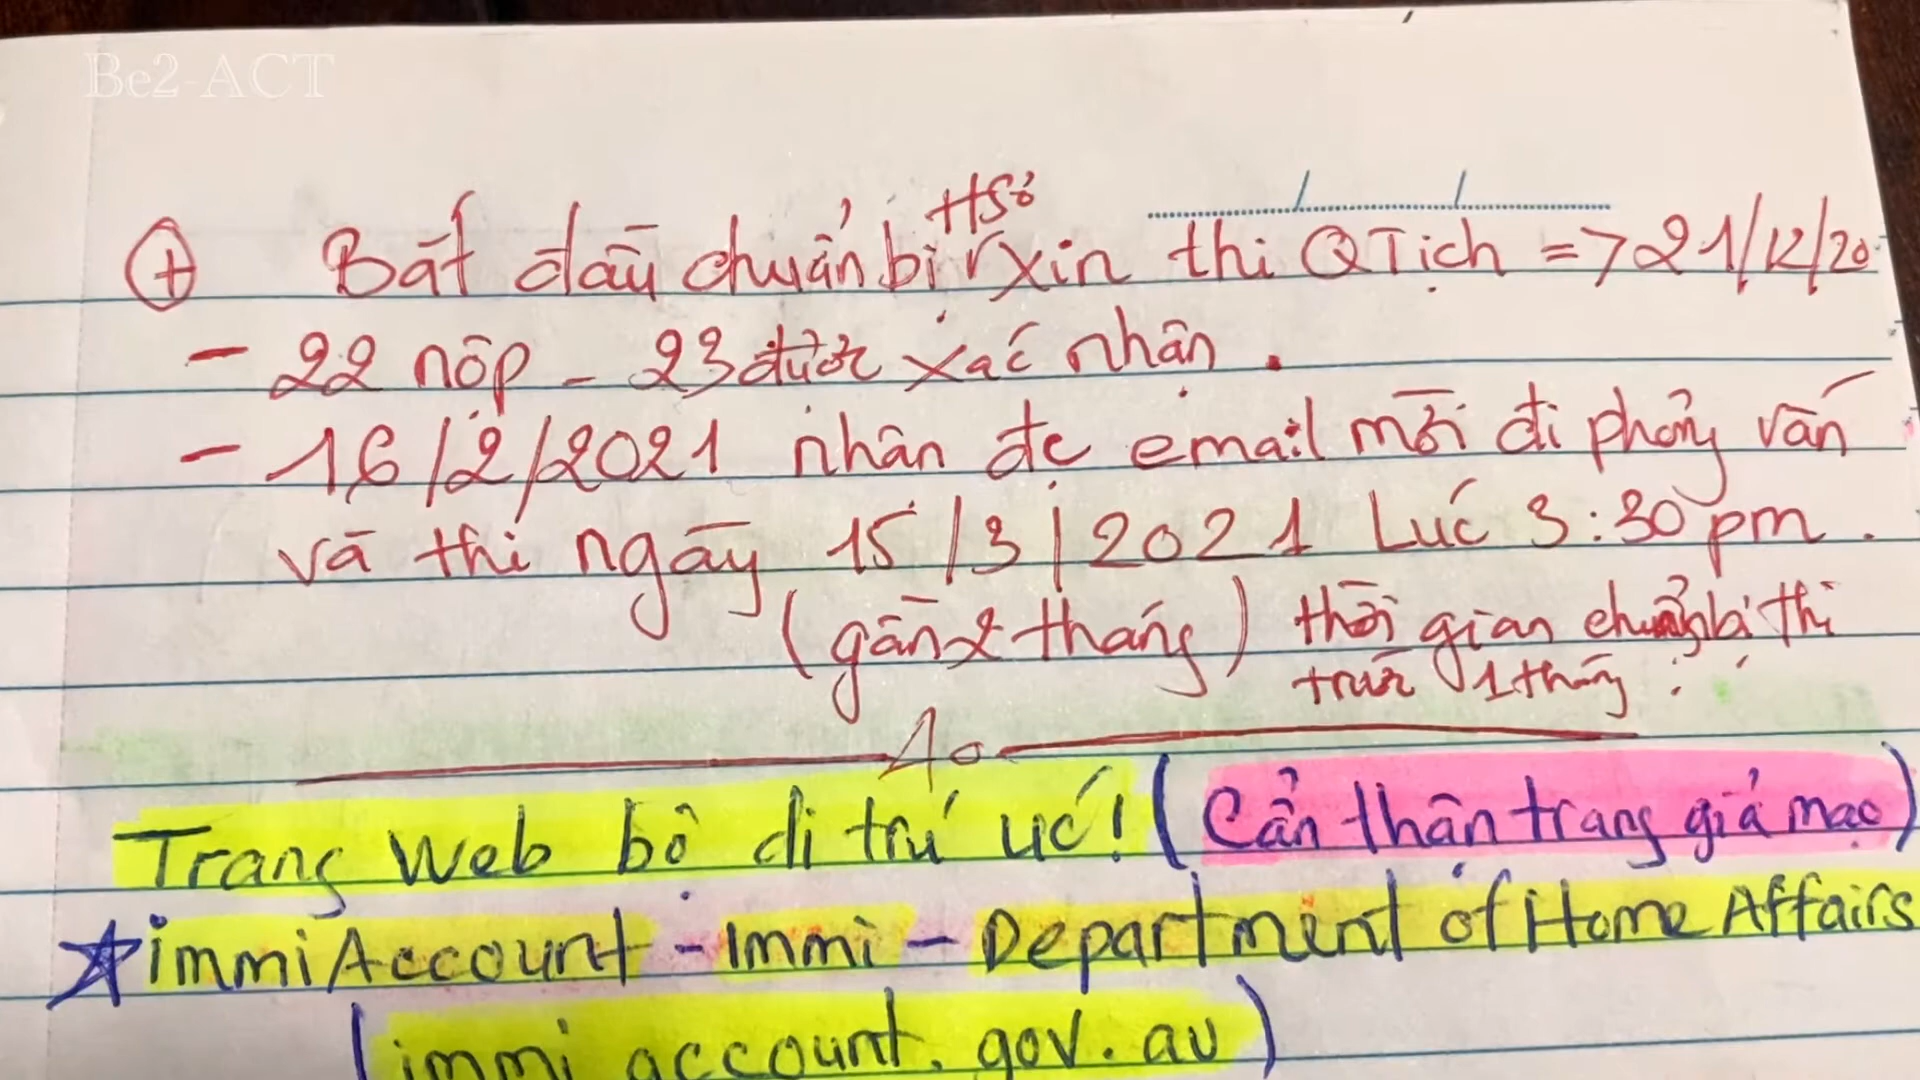 Be2-ACT
⊕ Bắt đầu chuẩn bị HSơ xin thi QTịch => 21/12/20
- 22 nộp - 23 được xác nhận.
- 16/2/2021 nhận đc email mời đi phỏng vấn
và thi ngày 15/3/2021 Lúc 3:30 pm.
(gần 2 tháng) thời gian chuẩn bị thi
trước 1 tháng.
Trang Web bộ di trú úc! (Cẩn thận trang giả mạo)
☆ immiAccount - Immi - Department of Home Affairs
(immi account.gov.au)